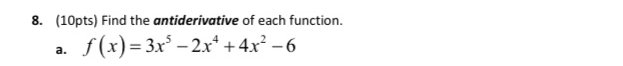 8. (10pts) Find the antiderivative of each function.
a. f(x) = 3x⁵ – 2x⁴ + 4x² – 6